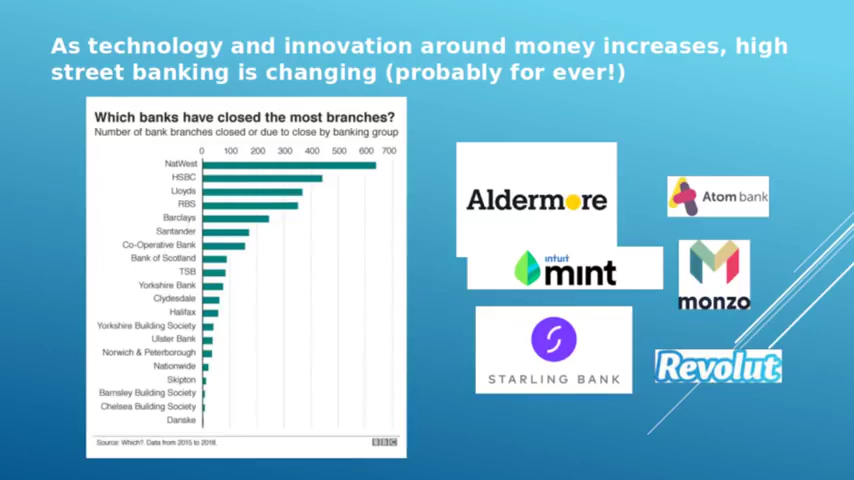 As technology and innovation around money increases, high
street banking is changing (probably for ever!)
Which banks have closed the most branches?
Number of bank branches closed or due to close by banking group
0 100 200 300 400 500 600 700
NatWest
HSBC
Lloyds
RBS
Barclays
Santander
Co-Operative Bank
Bank of Scotland
TSB
Yorkshire Bank
Clydesdale
Halifax
Yorkshire Building Society
Ulster Bank
Norwich & Peterborough
Nationwide
Skipton
Barnsley Building Society
Chelsea Building Society
Danske
Source: Which?. Data from 2015 to 2018.
BBC
Aldermore
Atom bank
intuit
mint
monzo
STARLING BANK
Revolut